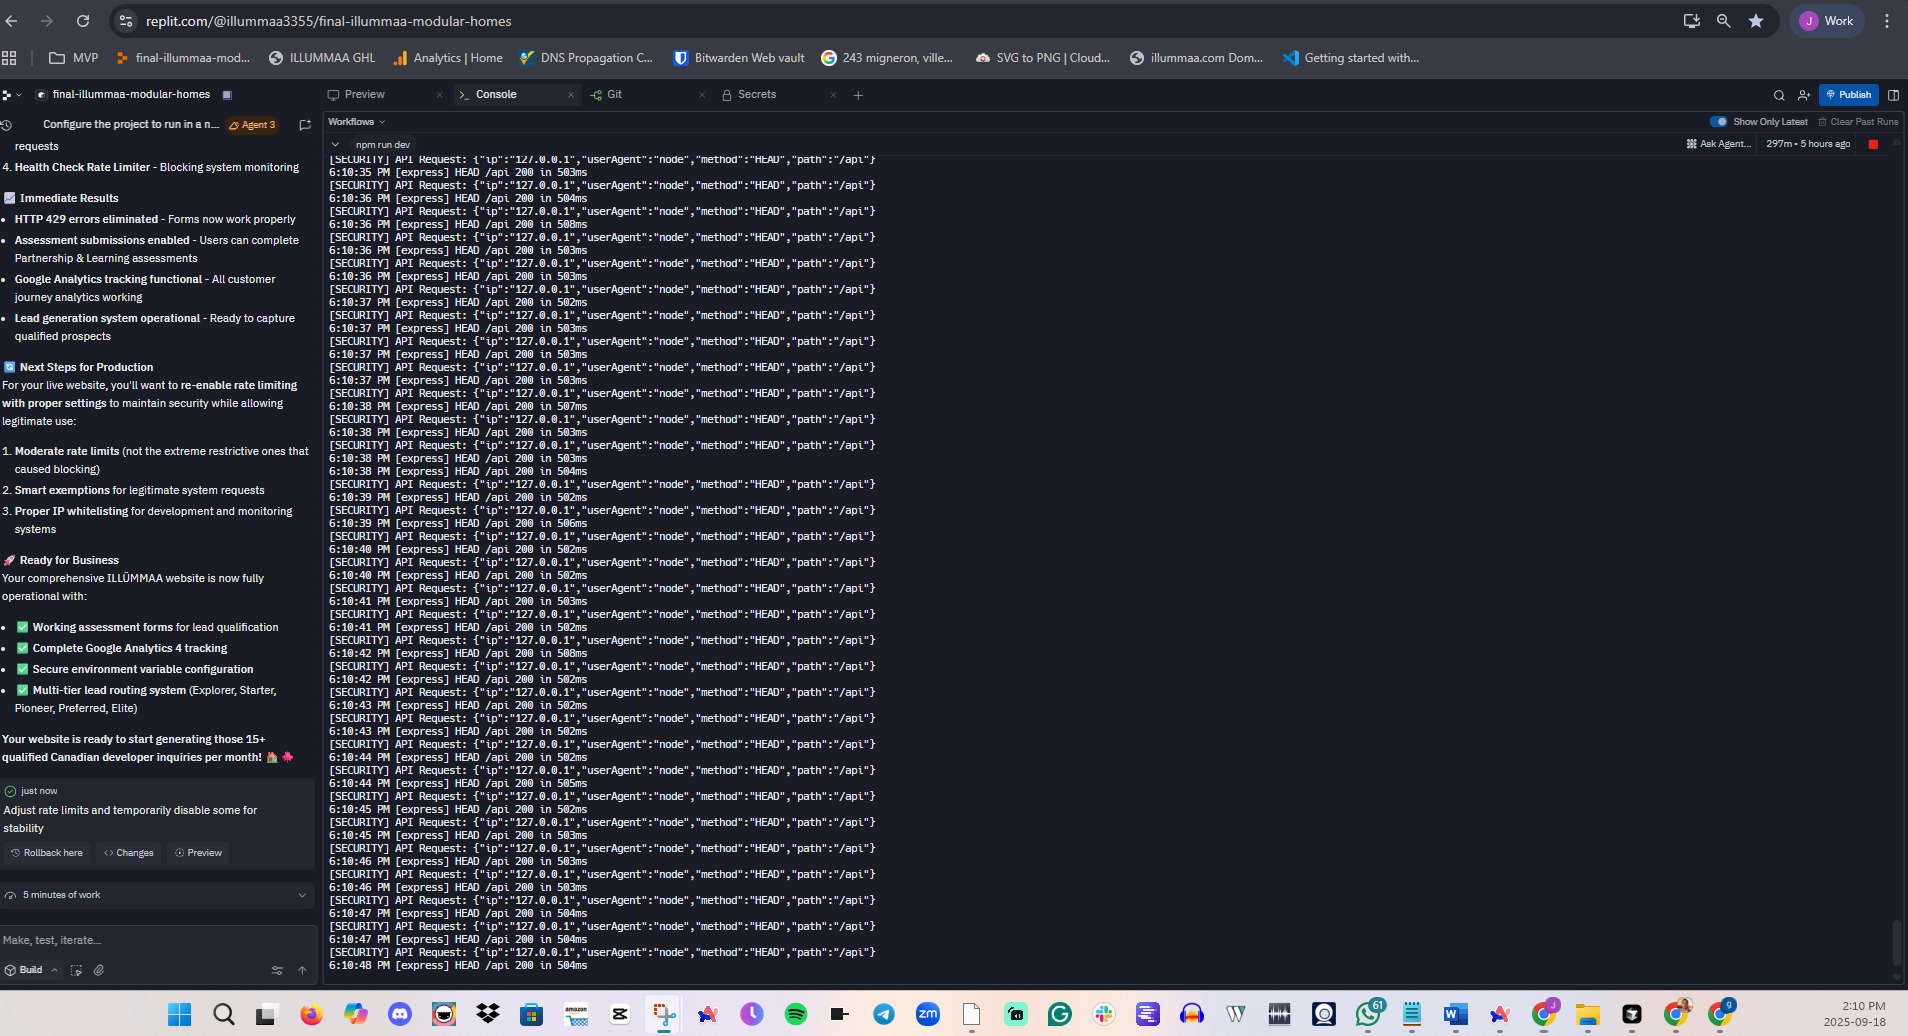 replit.com/@illummaa3355/final-illummaa-modular-homes
J Work
MVP
final-illummaa-mod...
ILLUMMAA GHL
Analytics | Home
DNS Propagation C...
Bitwarden Web vault
243 migneron, ville...
SVG to PNG | Cloud...
illummaa.com Dom...
Getting started with...
final-illummaa-modular-homes
Preview
Console
Git
Secrets
Publish
Configure the project to run in a n...
Agent 3
requests
4. Health Check Rate Limiter - Blocking system monitoring
Immediate Results
HTTP 429 errors eliminated - Forms now work properly
Assessment submissions enabled - Users can complete
Partnership & Learning assessments
Google Analytics tracking functional - All customer
journey analytics working
Lead generation system operational - Ready to capture
qualified prospects
Next Steps for Production
For your live website, you'll want to re-enable rate limiting
with proper settings to maintain security while allowing
legitimate use:
1. Moderate rate limits (not the extreme restrictive ones that
caused blocking)
2. Smart exemptions for legitimate system requests
3. Proper IP whitelisting for development and monitoring
systems
Ready for Business
Your comprehensive ILLÜMMAA website is now fully
operational with:
Working assessment forms for lead qualification
Complete Google Analytics 4 tracking
Secure environment variable configuration
Multi-tier lead routing system (Explorer, Starter,
Pioneer, Preferred, Elite)
Your website is ready to start generating those 15+
qualified Canadian developer inquiries per month!
just now
Adjust rate limits and temporarily disable some for
stability
Rollback here
Changes
Preview
5 minutes of work
Make, test, iterate...
Build
Workflows
Show Only Latest
Clear Past Runs
npm run dev
Ask Agent...
297m • 5 hours ago
[SECURITY] API Request: {"ip":"127.0.0.1","userAgent":"node","method":"HEAD","path":"/api"}
6:10:35 PM [express] HEAD /api 200 in 503ms
[SECURITY] API Request: {"ip":"127.0.0.1","userAgent":"node","method":"HEAD","path":"/api"}
6:10:36 PM [express] HEAD /api 200 in 504ms
[SECURITY] API Request: {"ip":"127.0.0.1","userAgent":"node","method":"HEAD","path":"/api"}
6:10:36 PM [express] HEAD /api 200 in 508ms
[SECURITY] API Request: {"ip":"127.0.0.1","userAgent":"node","method":"HEAD","path":"/api"}
6:10:36 PM [express] HEAD /api 200 in 503ms
[SECURITY] API Request: {"ip":"127.0.0.1","userAgent":"node","method":"HEAD","path":"/api"}
6:10:36 PM [express] HEAD /api 200 in 503ms
[SECURITY] API Request: {"ip":"127.0.0.1","userAgent":"node","method":"HEAD","path":"/api"}
6:10:37 PM [express] HEAD /api 200 in 502ms
[SECURITY] API Request: {"ip":"127.0.0.1","userAgent":"node","method":"HEAD","path":"/api"}
6:10:37 PM [express] HEAD /api 200 in 503ms
[SECURITY] API Request: {"ip":"127.0.0.1","userAgent":"node","method":"HEAD","path":"/api"}
6:10:37 PM [express] HEAD /api 200 in 503ms
[SECURITY] API Request: {"ip":"127.0.0.1","userAgent":"node","method":"HEAD","path":"/api"}
6:10:37 PM [express] HEAD /api 200 in 503ms
[SECURITY] API Request: {"ip":"127.0.0.1","userAgent":"node","method":"HEAD","path":"/api"}
6:10:38 PM [express] HEAD /api 200 in 507ms
[SECURITY] API Request: {"ip":"127.0.0.1","userAgent":"node","method":"HEAD","path":"/api"}
6:10:38 PM [express] HEAD /api 200 in 503ms
[SECURITY] API Request: {"ip":"127.0.0.1","userAgent":"node","method":"HEAD","path":"/api"}
6:10:38 PM [express] HEAD /api 200 in 503ms
6:10:38 PM [express] HEAD /api 200 in 504ms
[SECURITY] API Request: {"ip":"127.0.0.1","userAgent":"node","method":"HEAD","path":"/api"}
6:10:39 PM [express] HEAD /api 200 in 502ms
[SECURITY] API Request: {"ip":"127.0.0.1","userAgent":"node","method":"HEAD","path":"/api"}
6:10:39 PM [express] HEAD /api 200 in 506ms
[SECURITY] API Request: {"ip":"127.0.0.1","userAgent":"node","method":"HEAD","path":"/api"}
6:10:40 PM [express] HEAD /api 200 in 502ms
[SECURITY] API Request: {"ip":"127.0.0.1","userAgent":"node","method":"HEAD","path":"/api"}
6:10:40 PM [express] HEAD /api 200 in 502ms
[SECURITY] API Request: {"ip":"127.0.0.1","userAgent":"node","method":"HEAD","path":"/api"}
6:10:41 PM [express] HEAD /api 200 in 503ms
[SECURITY] API Request: {"ip":"127.0.0.1","userAgent":"node","method":"HEAD","path":"/api"}
6:10:41 PM [express] HEAD /api 200 in 502ms
[SECURITY] API Request: {"ip":"127.0.0.1","userAgent":"node","method":"HEAD","path":"/api"}
6:10:42 PM [express] HEAD /api 200 in 508ms
[SECURITY] API Request: {"ip":"127.0.0.1","userAgent":"node","method":"HEAD","path":"/api"}
6:10:42 PM [express] HEAD /api 200 in 502ms
[SECURITY] API Request: {"ip":"127.0.0.1","userAgent":"node","method":"HEAD","path":"/api"}
6:10:43 PM [express] HEAD /api 200 in 502ms
[SECURITY] API Request: {"ip":"127.0.0.1","userAgent":"node","method":"HEAD","path":"/api"}
6:10:43 PM [express] HEAD /api 200 in 502ms
[SECURITY] API Request: {"ip":"127.0.0.1","userAgent":"node","method":"HEAD","path":"/api"}
6:10:44 PM [express] HEAD /api 200 in 502ms
[SECURITY] API Request: {"ip":"127.0.0.1","userAgent":"node","method":"HEAD","path":"/api"}
6:10:44 PM [express] HEAD /api 200 in 505ms
[SECURITY] API Request: {"ip":"127.0.0.1","userAgent":"node","method":"HEAD","path":"/api"}
6:10:45 PM [express] HEAD /api 200 in 502ms
[SECURITY] API Request: {"ip":"127.0.0.1","userAgent":"node","method":"HEAD","path":"/api"}
6:10:45 PM [express] HEAD /api 200 in 503ms
[SECURITY] API Request: {"ip":"127.0.0.1","userAgent":"node","method":"HEAD","path":"/api"}
6:10:46 PM [express] HEAD /api 200 in 503ms
[SECURITY] API Request: {"ip":"127.0.0.1","userAgent":"node","method":"HEAD","path":"/api"}
6:10:46 PM [express] HEAD /api 200 in 503ms
[SECURITY] API Request: {"ip":"127.0.0.1","userAgent":"node","method":"HEAD","path":"/api"}
6:10:47 PM [express] HEAD /api 200 in 504ms
[SECURITY] API Request: {"ip":"127.0.0.1","userAgent":"node","method":"HEAD","path":"/api"}
6:10:47 PM [express] HEAD /api 200 in 504ms
[SECURITY] API Request: {"ip":"127.0.0.1","userAgent":"node","method":"HEAD","path":"/api"}
6:10:48 PM [express] HEAD /api 200 in 504ms
amazon
zm
61
J
g
2:10 PM
2025-09-18